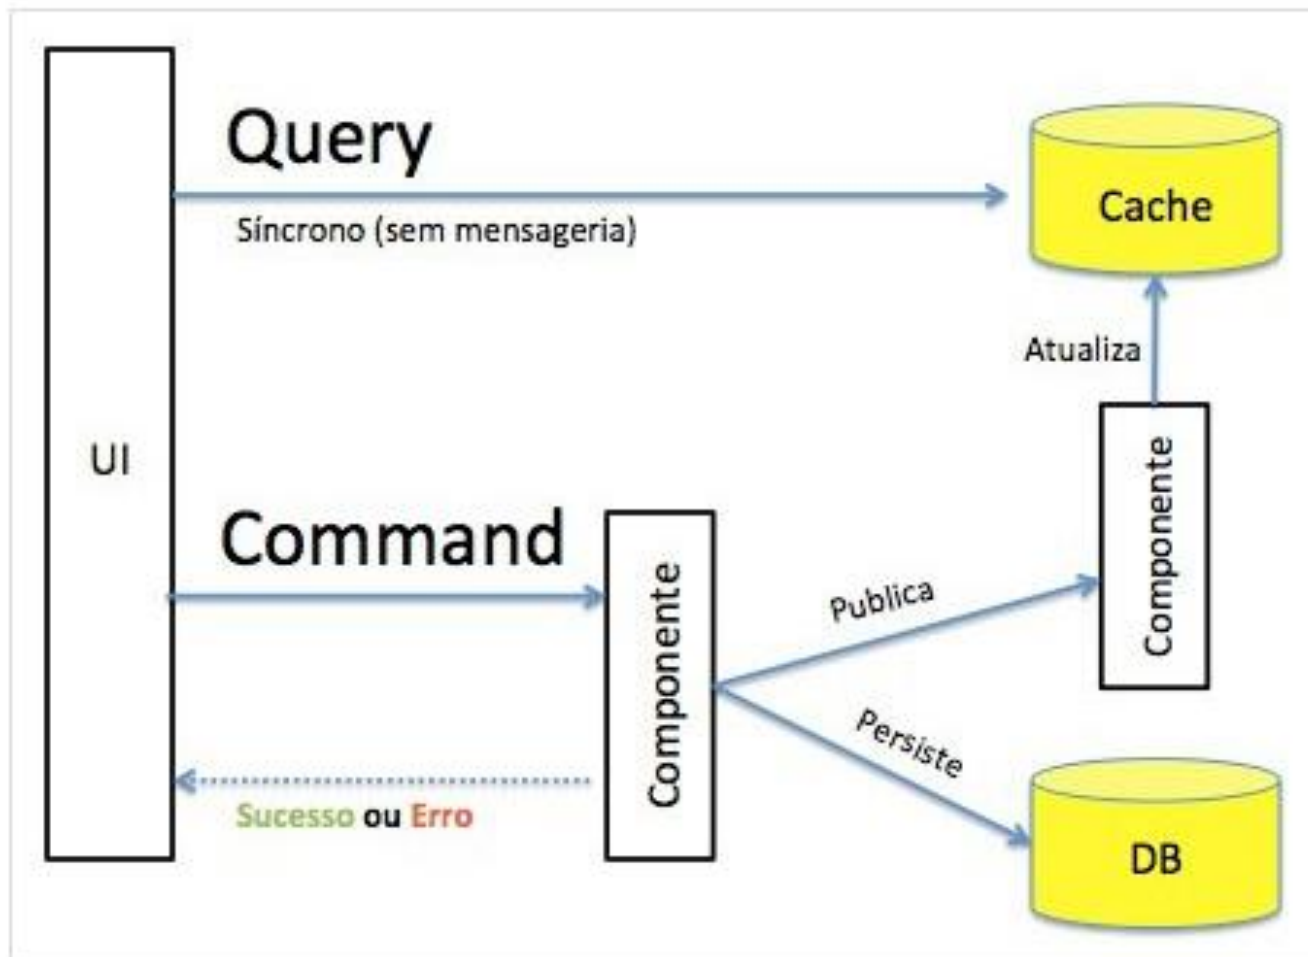 Query
Síncrono (sem mensageria)
Cache
Atualiza
UI
Command
Componente
Publica
Componente
Persiste
Sucesso ou Erro
DB